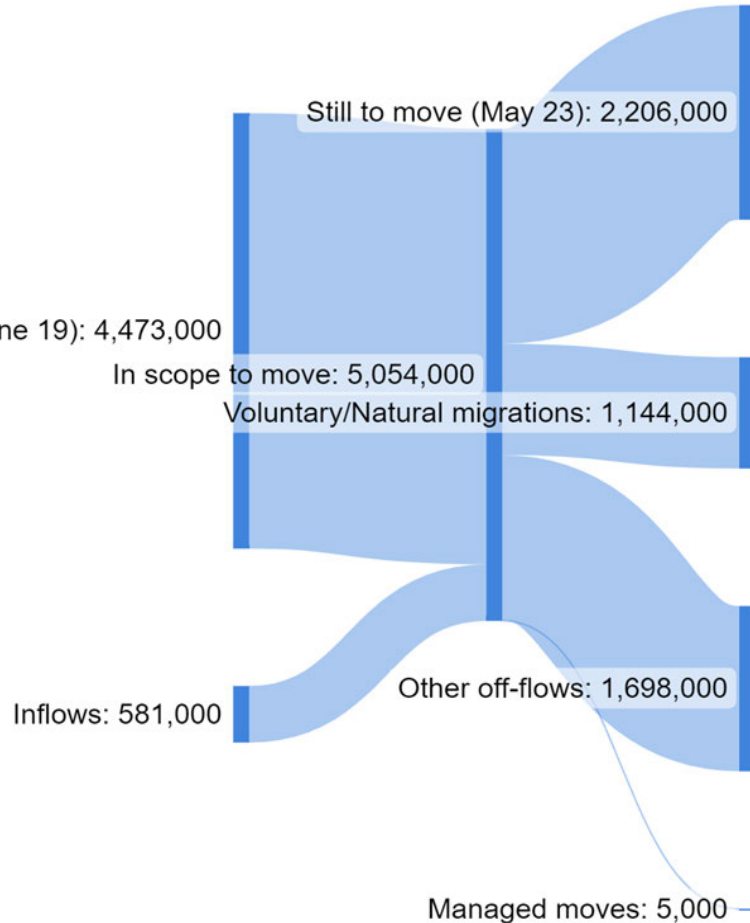 Still to move (May 23): 2,206,000
ne 19): 4,473,000
In scope to move: 5,054,000
Voluntary/Natural migrations: 1,144,000
Other off-flows: 1,698,000
Inflows: 581,000
Managed moves: 5,000